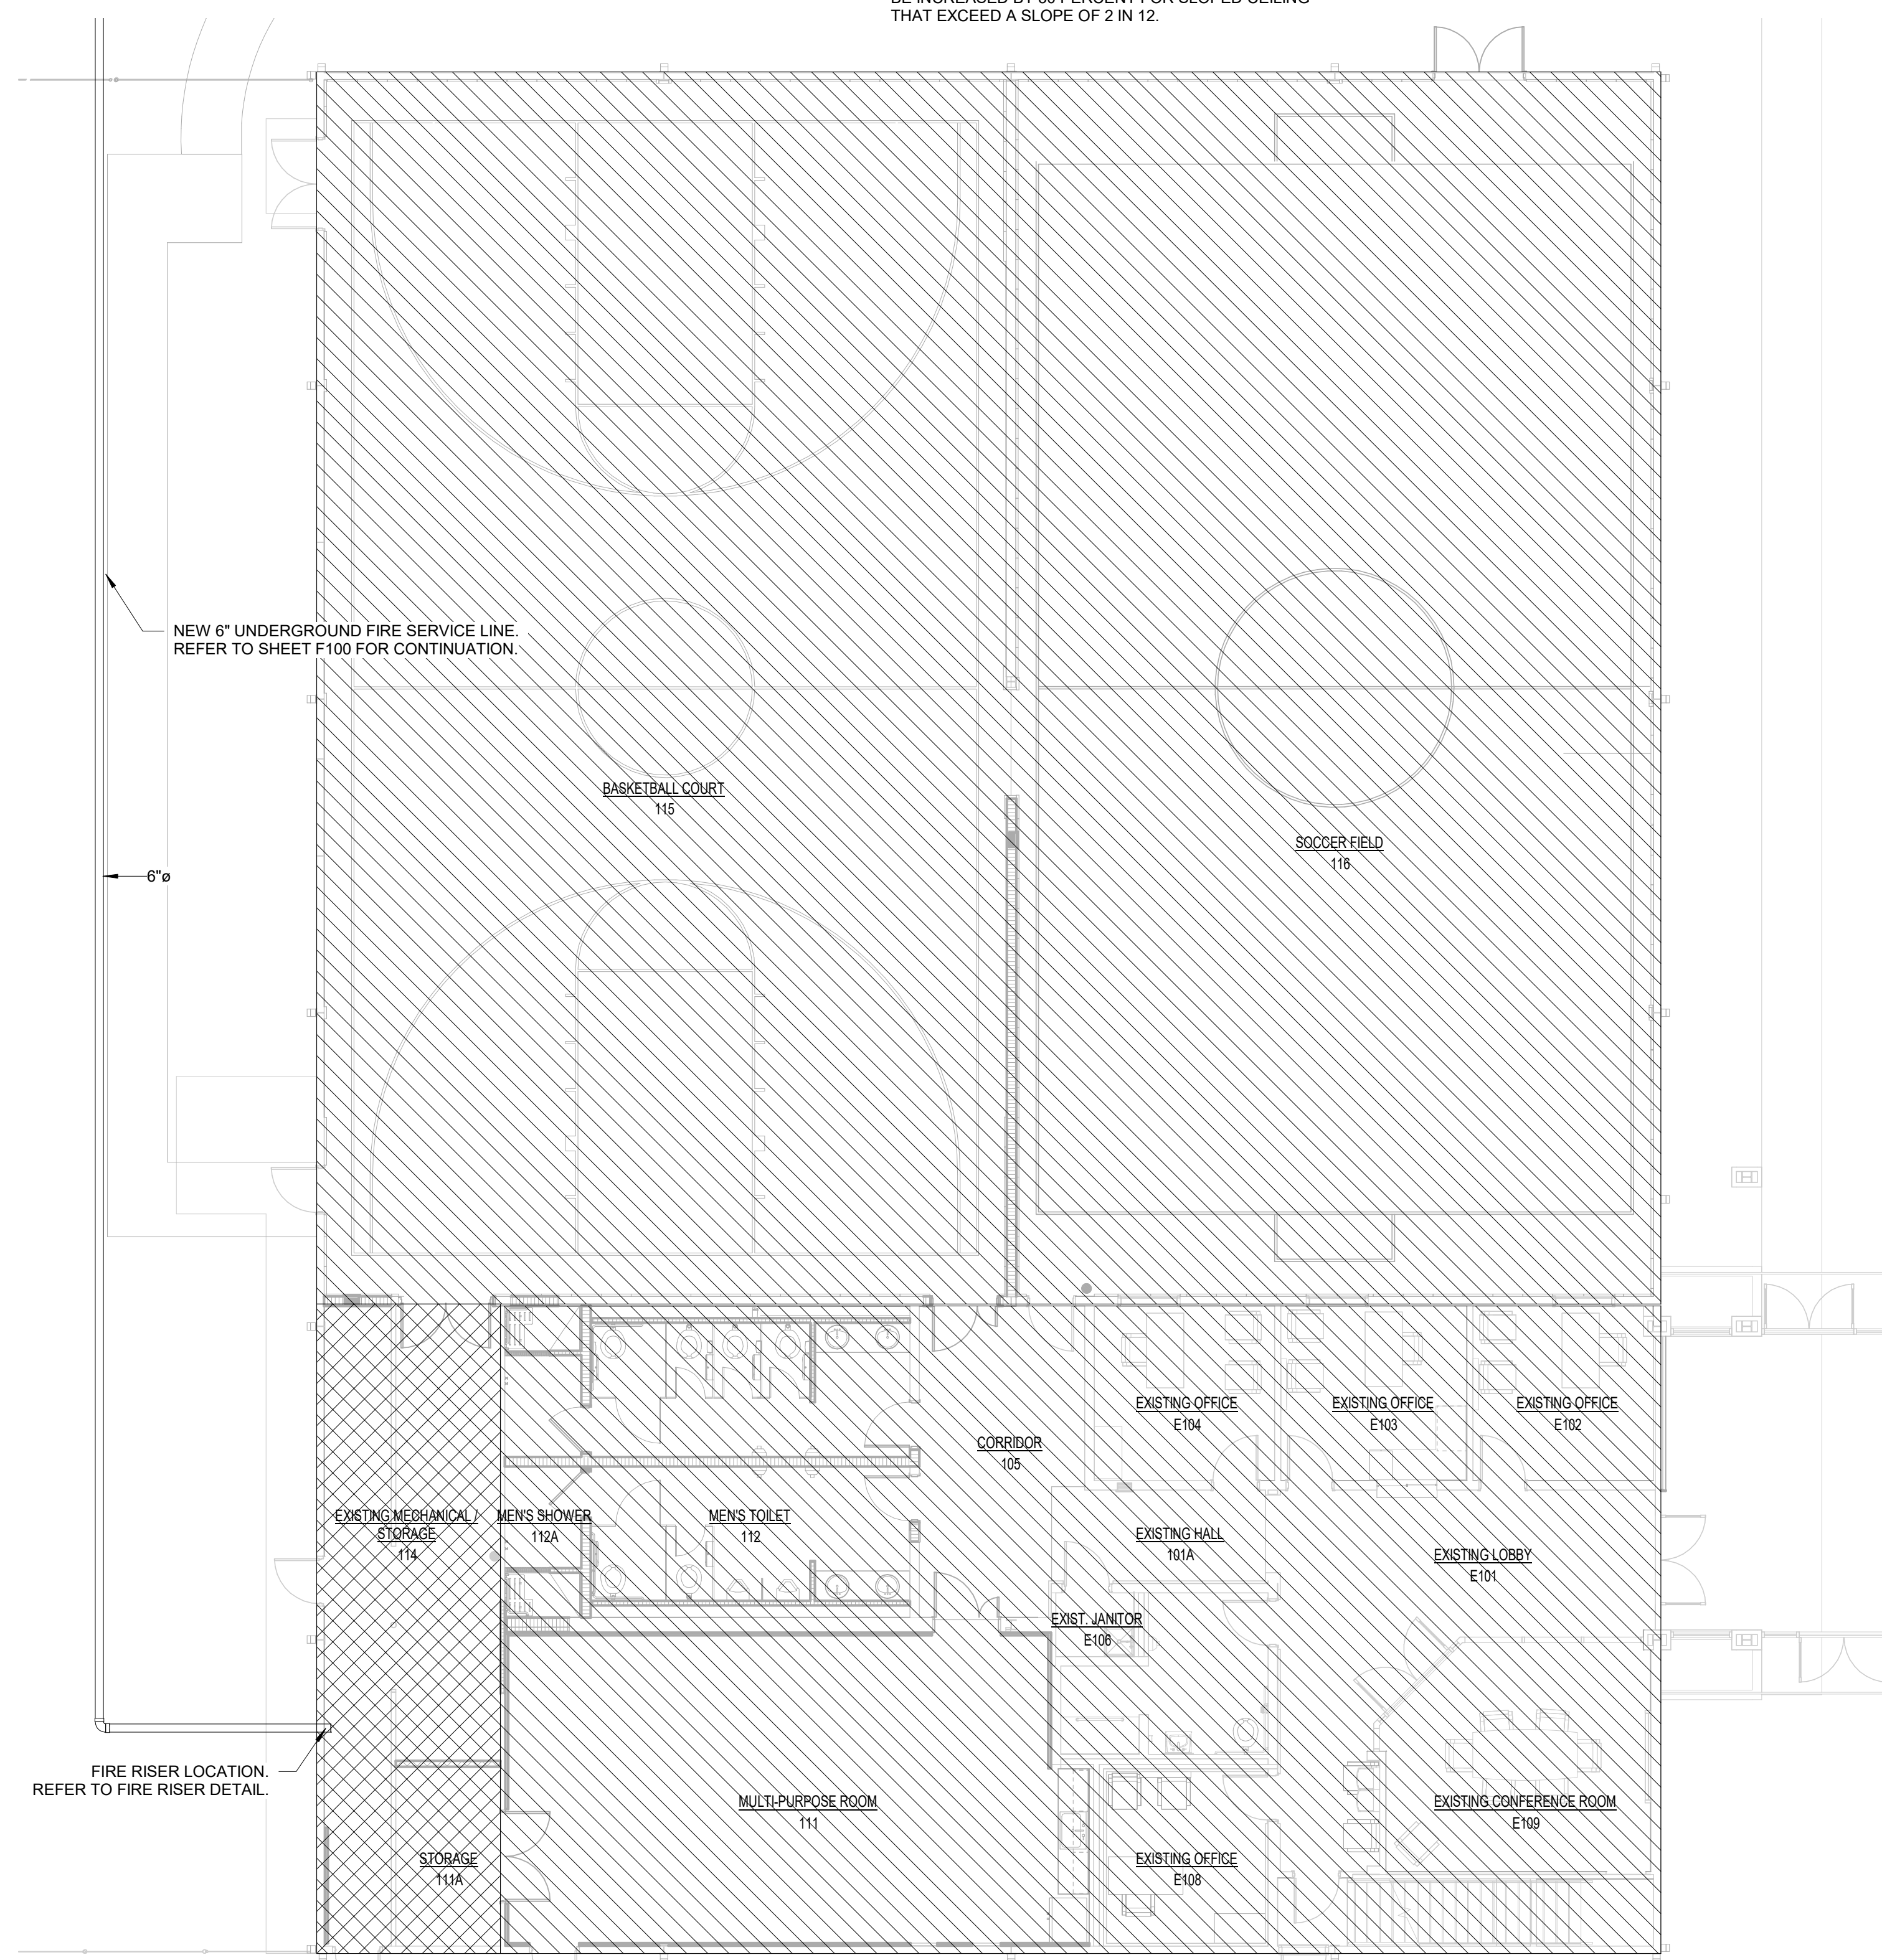 THAT EXCEED A SLOPE OF 2 IN 12.
NEW 6" UNDERGROUND FIRE SERVICE LINE.
REFER TO SHEET F100 FOR CONTINUATION.
BASKETBALL COURT
115
SOCCER FIELD
116
6"ø
EXISTING OFFICE
E104
EXISTING OFFICE
E103
EXISTING OFFICE
E102
CORRIDOR
105
EXISTING MECHANICAL /
STORAGE
114
MEN'S SHOWER
112A
MEN'S TOILET
112
EXISTING HALL
101A
EXISTING LOBBY
E101
EXIST. JANITOR
E106
FIRE RISER LOCATION.
REFER TO FIRE RISER DETAIL.
MULTI-PURPOSE ROOM
111
EXISTING CONFERENCE ROOM
E109
STORAGE
111A
EXISTING OFFICE
E108